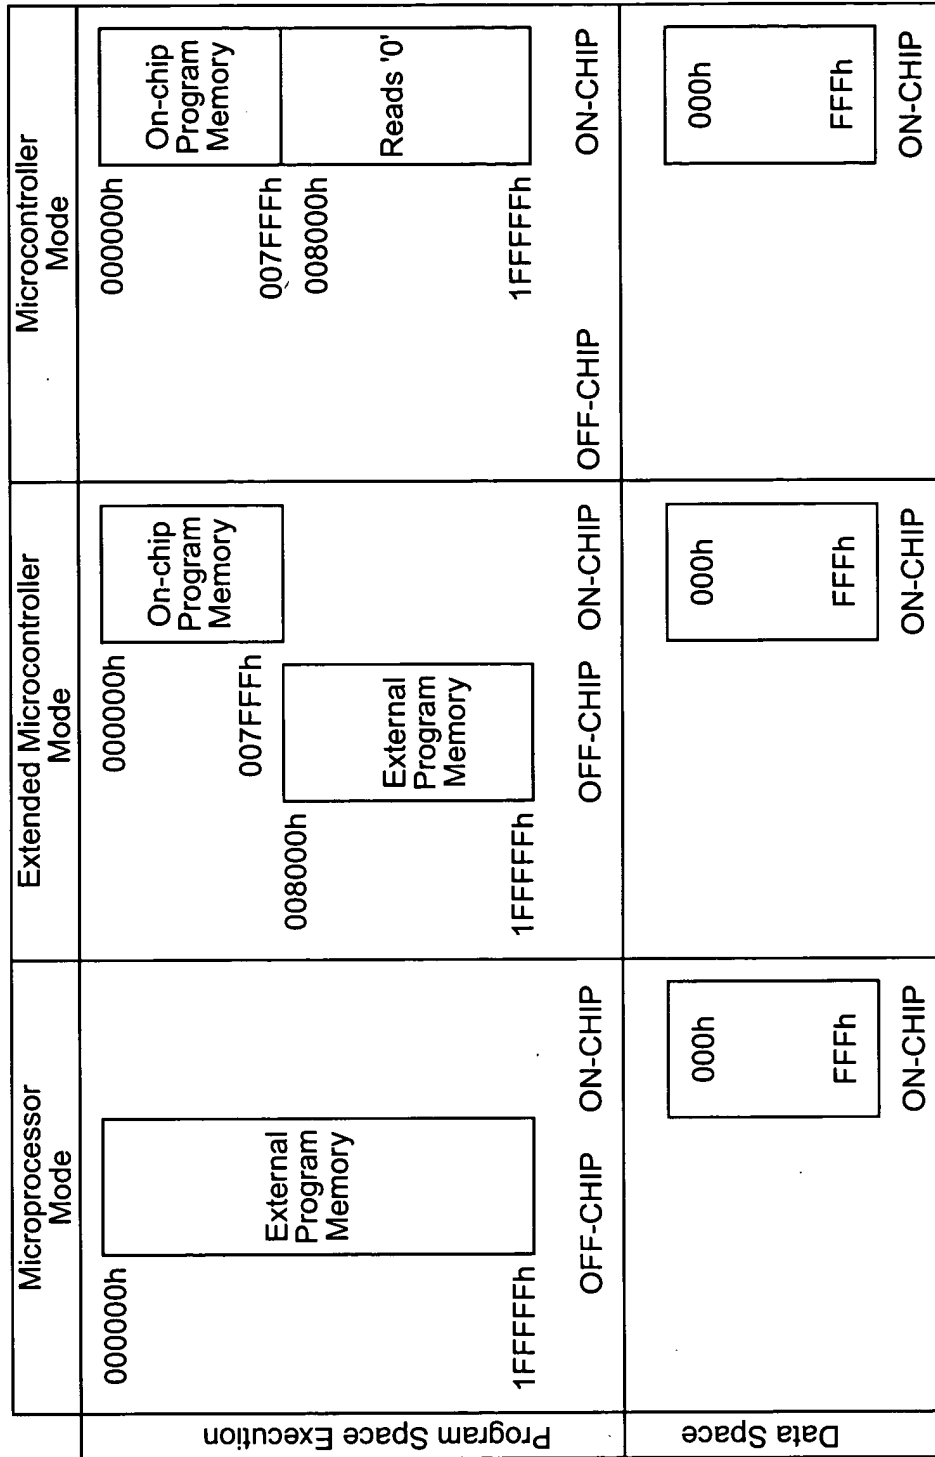 Microprocessor
Mode
Extended Microcontroller
Mode
Microcontroller
Mode
Program Space Execution
000000h
1FFFFFh
External
Program
Memory
OFF-CHIP
ON-CHIP
000000h
007FFFh
On-chip
Program
Memory
008000h
1FFFFFh
External
Program
Memory
OFF-CHIP
ON-CHIP
000000h
007FFFh
008000h
1FFFFFh
On-chip
Program
Memory
Reads '0'
OFF-CHIP
ON-CHIP
Data Space
000h
FFFh
ON-CHIP
000h
FFFh
ON-CHIP
000h
FFFh
ON-CHIP